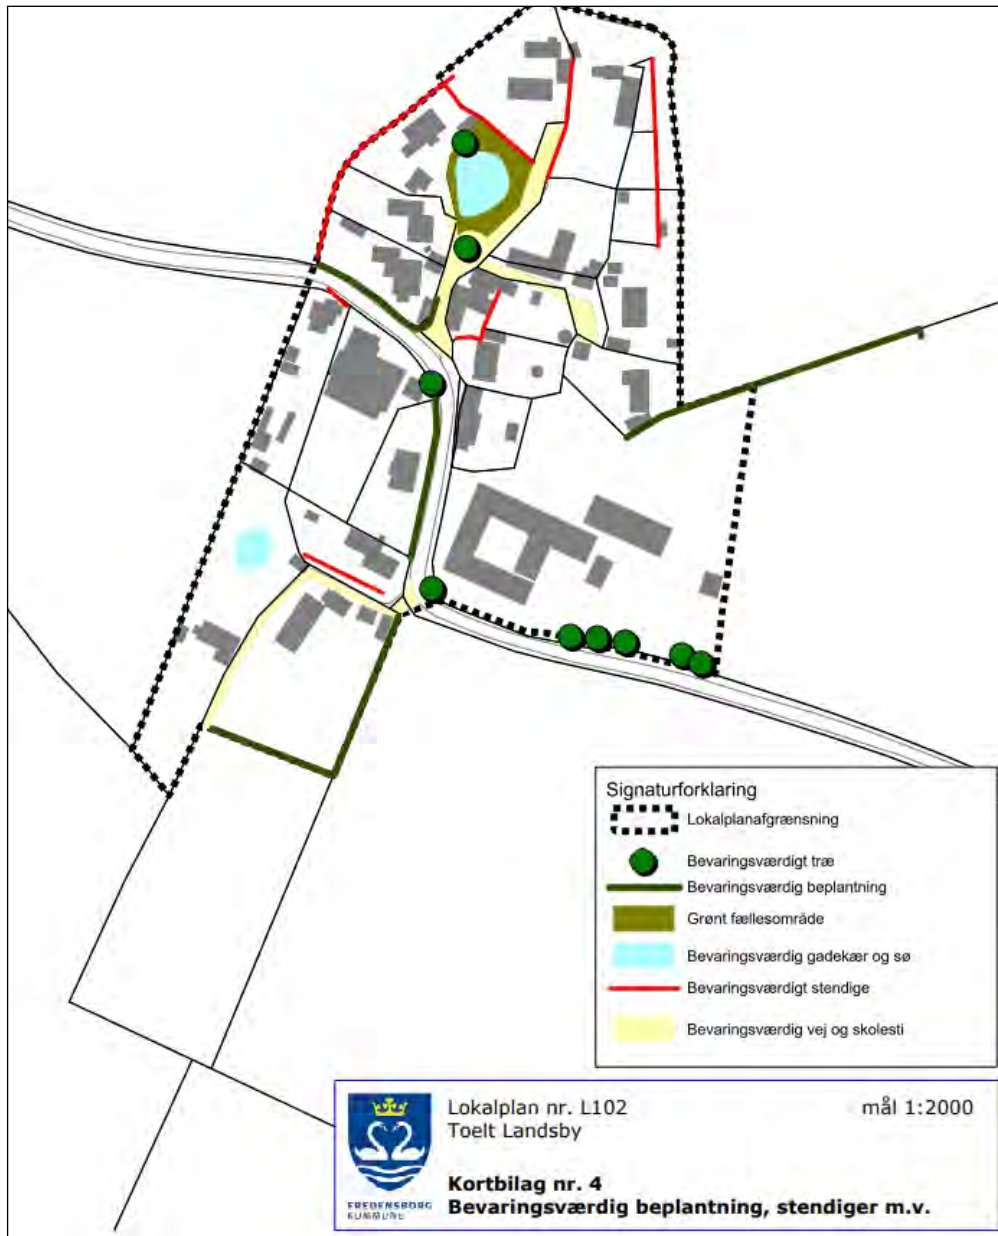 Signaturforklaring
Lokalplanafgrænsning
Bevaringsværdigt træ
Bevaringsværdig beplantning
Grønt fællesområde
Bevaringsværdig gadekær og sø
Bevaringsværdigt stendige
Bevaringsværdig vej og skolesti
Lokalplan nr. L102 mål 1:2000
Toelt Landsby
Kortbilag nr. 4
Bevaringsværdig beplantning, stendiger m.v.
FREDENSBORG
KOMMUNE